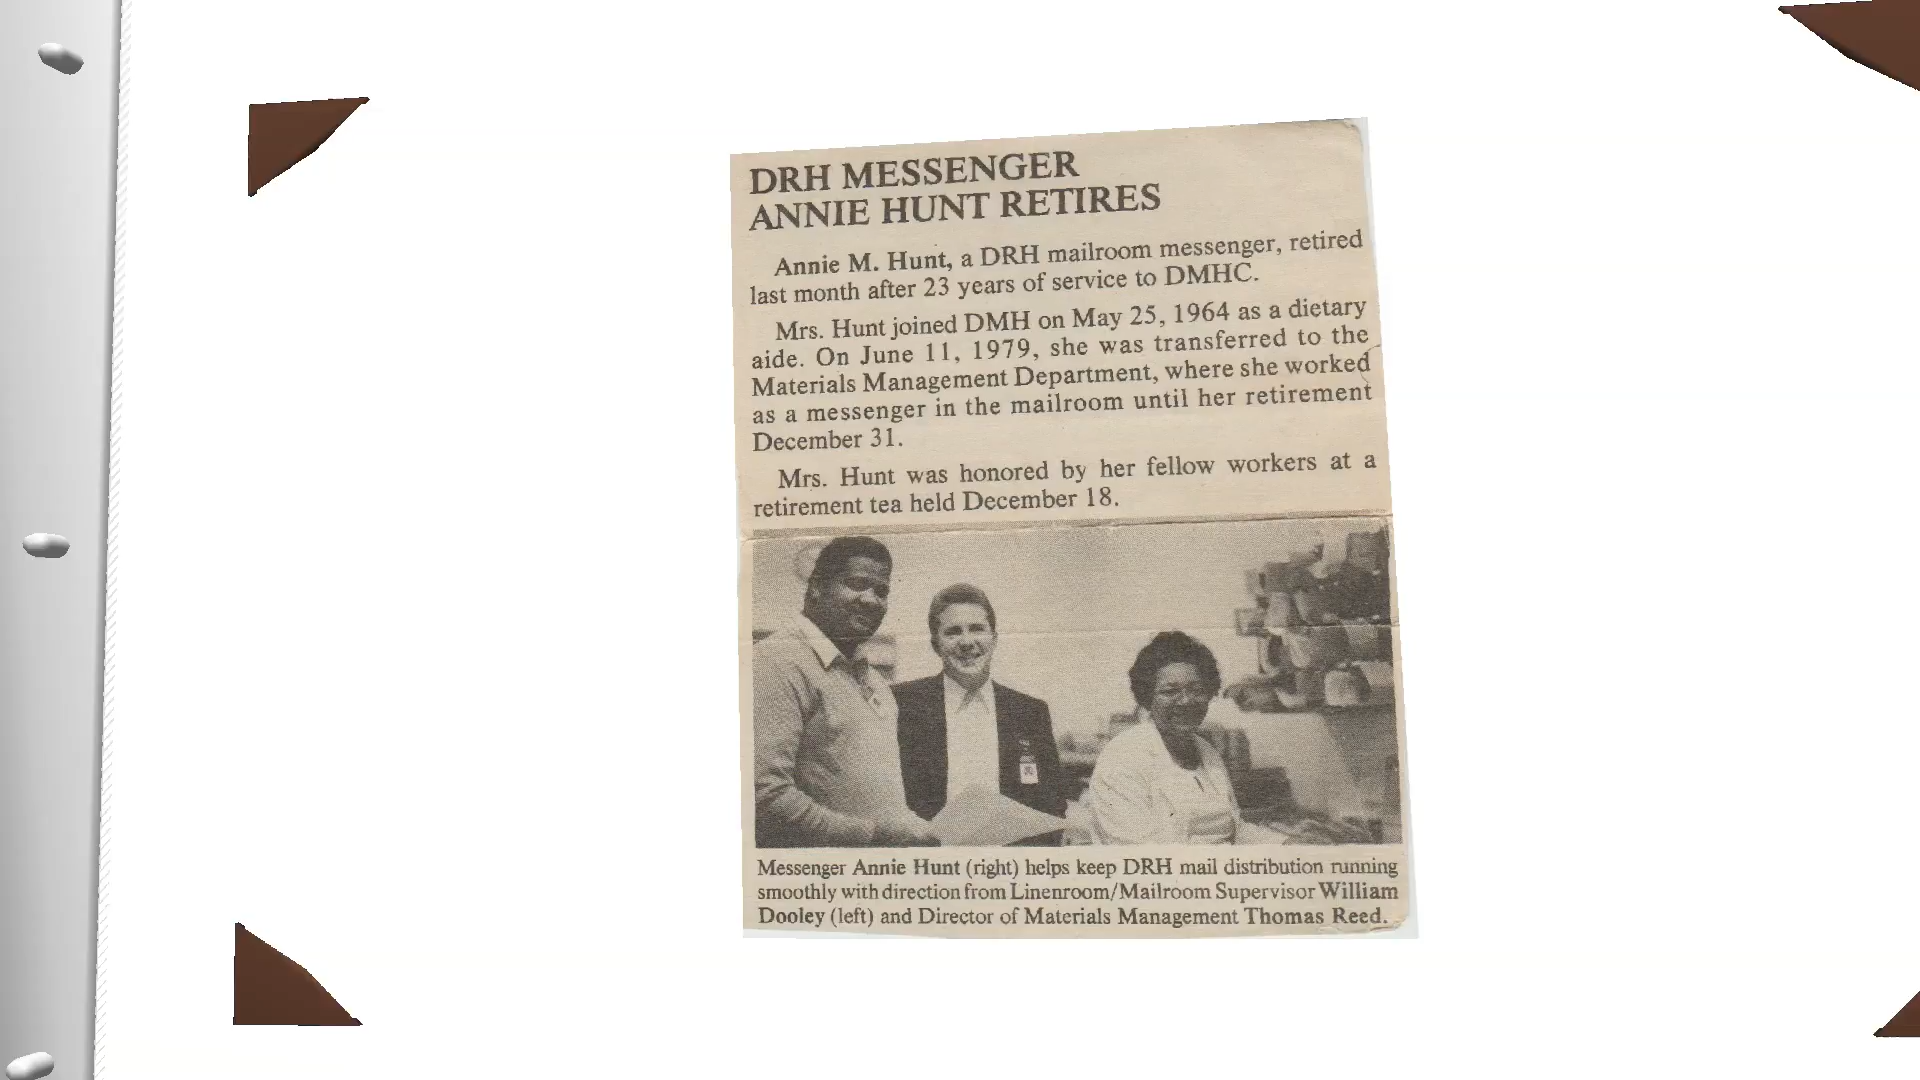 DRH MESSENGER
ANNIE HUNT RETIRES
Annie M. Hunt, a DRH mailroom messenger, retired
last month after 23 years of service to DMHC.
Mrs. Hunt joined DMH on May 25, 1964 as a dietary
aide. On June 11, 1979, she was transferred to the
Materials Management Department, where she worked
as a messenger in the mailroom until her retirement
December 31.
Mrs. Hunt was honored by her fellow workers at a
retirement tea held December 18.
Messenger Annie Hunt (right) helps keep DRH mail distribution running
smoothly with direction from Linenroom/Mailroom Supervisor William
Dooley (left) and Director of Materials Management Thomas Reed.